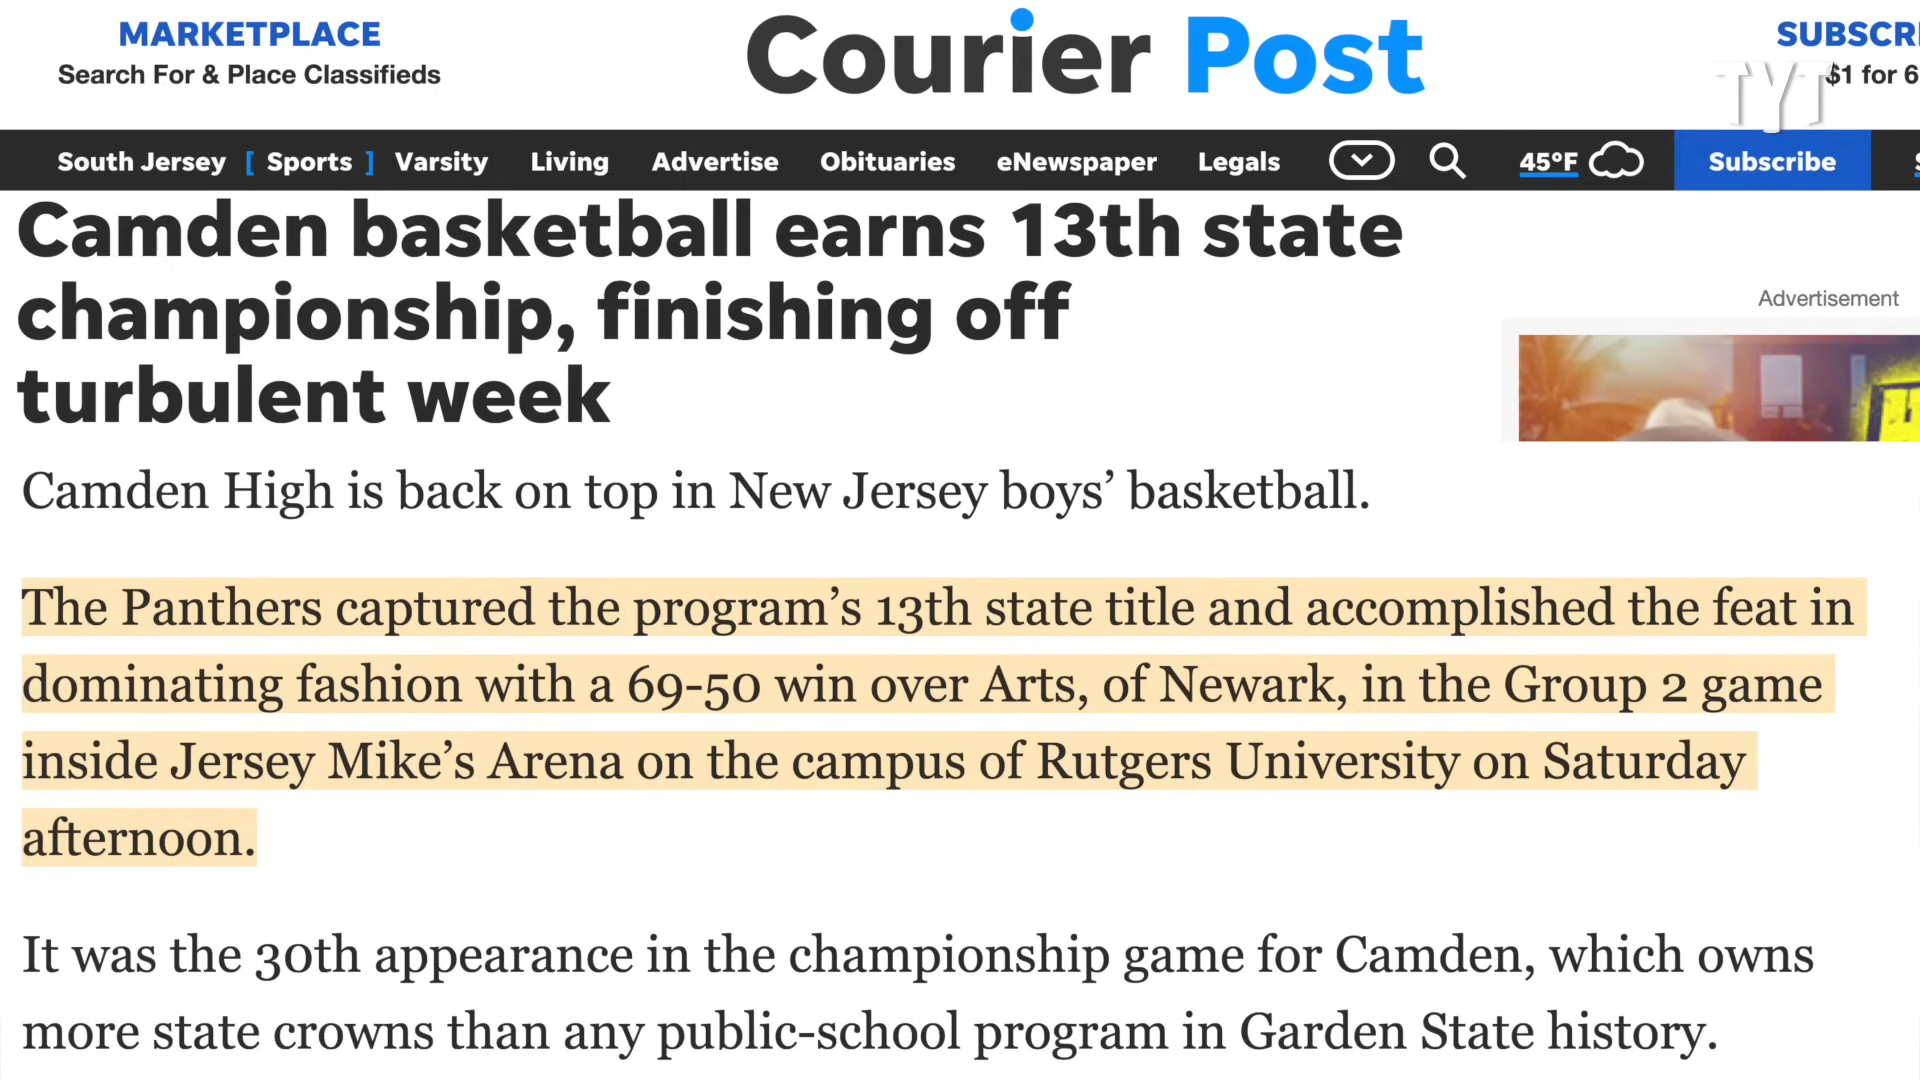 MARKETPLACE
Search For & Place Classifieds
Courier Post
SUBSCRI
$1 for 6
TYT
South Jersey [ Sports ] Varsity Living Advertise Obituaries eNewspaper Legals 45°F Subscribe
Camden basketball earns 13th state
championship, finishing off
turbulent week
Advertisement
Camden High is back on top in New Jersey boys’ basketball.
The Panthers captured the program’s 13th state title and accomplished the feat in
dominating fashion with a 69-50 win over Arts, of Newark, in the Group 2 game
inside Jersey Mike’s Arena on the campus of Rutgers University on Saturday
afternoon.
It was the 30th appearance in the championship game for Camden, which owns
more state crowns than any public-school program in Garden State history.